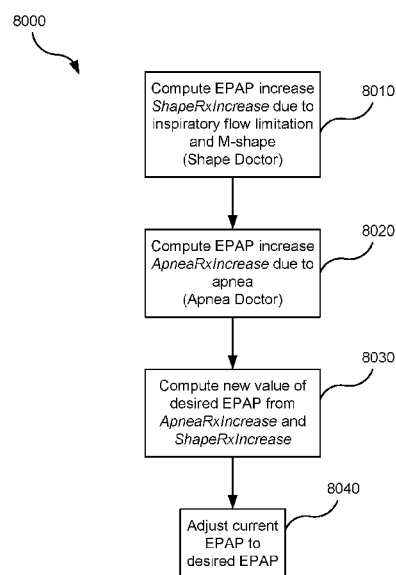 8000
Compute EPAP increase
ShapeRxIncrease due to
inspiratory flow limitation
and M-shape
(Shape Doctor)
8010
Compute EPAP increase
ApneaRxIncrease due to
apnea
(Apnea Doctor)
8020
Compute new value of
desired EPAP from
ApneaRxIncrease and
ShapeRxIncrease
8030
Adjust current
EPAP to
desired EPAP
8040